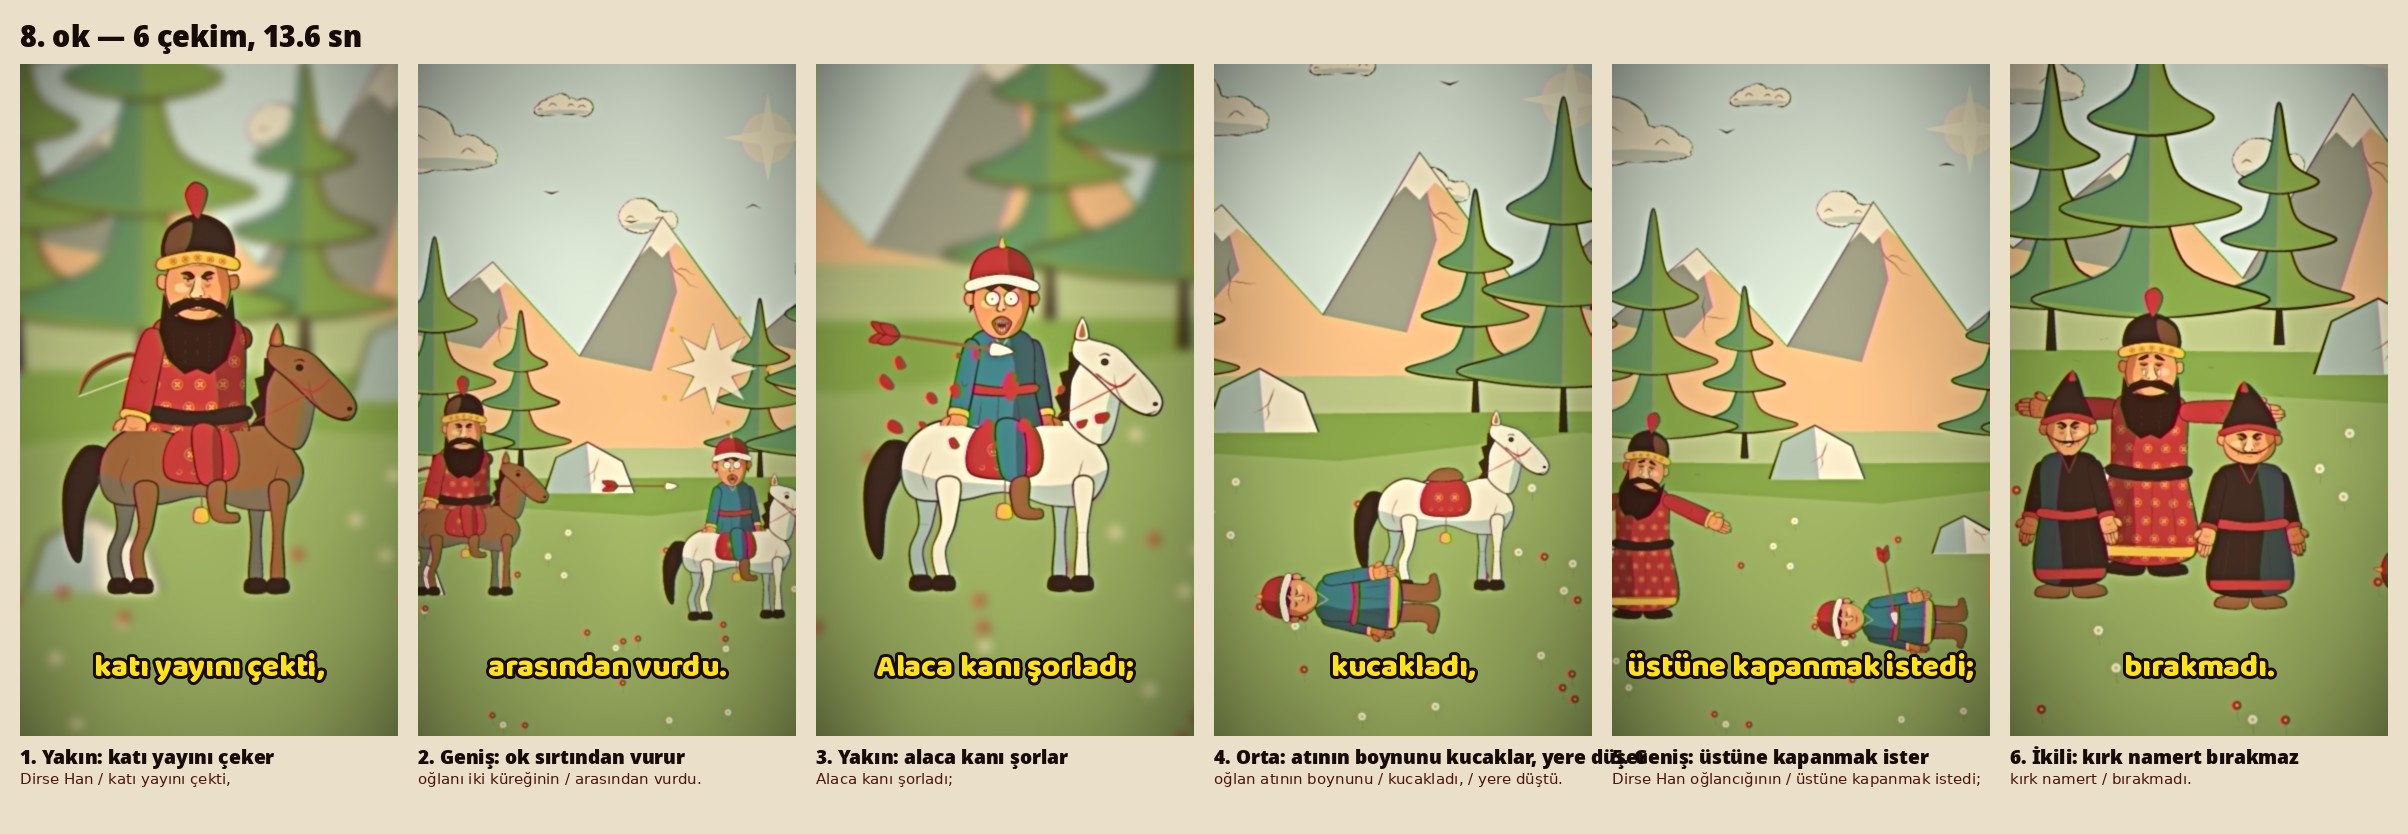 8. ok — 6 çekim, 13.6 sn
katı yayını çekti,
arasından vurdu.
Alaca kanı şorladı;
kucakladı,
üstüne kapanmak istedi;
bırakmadı.
1. Yakın: katı yayını çeker
Dirse Han / katı yayını çekti,
2. Geniş: ok sırtından vurur
oğlanı iki küreğinin / arasından vurdu.
3. Yakın: alaca kanı şorlar
Alaca kanı şorladı;
4. Orta: atının boynunu kucaklar, yere düşer
oğlan atının boynunu / kucakladı, / yere düştü.
5. Geniş: üstüne kapanmak ister
Dirse Han oğlancığının / üstüne kapanmak istedi;
6. İkili: kırk namert bırakmaz
kırk namert / bırakmadı.